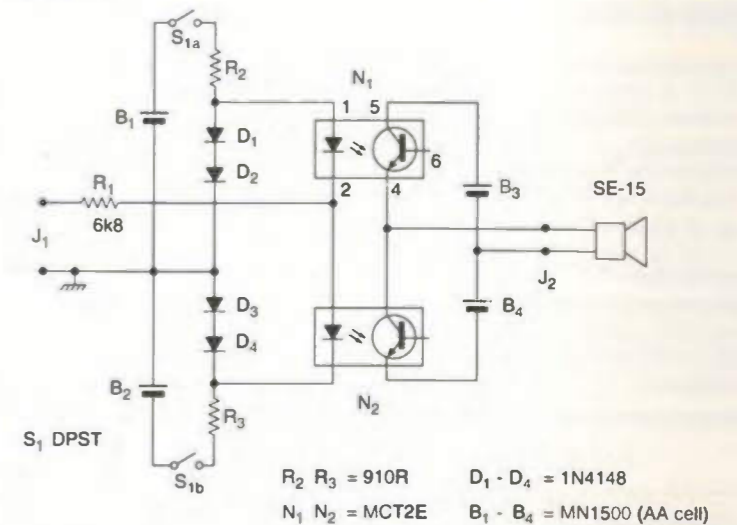 S1a
R2
N1
1 5
B1
D1
6
D2
2 4
B3
SE-15
R1
6k8
J1
J2
D3
B4
D4
B2
N2
R3
S1 DPST
S1b
R2 R3 = 910R D1 - D4 = 1N4148
N1 N2 = MCT2E B1 - B4 = MN1500 (AA cell)